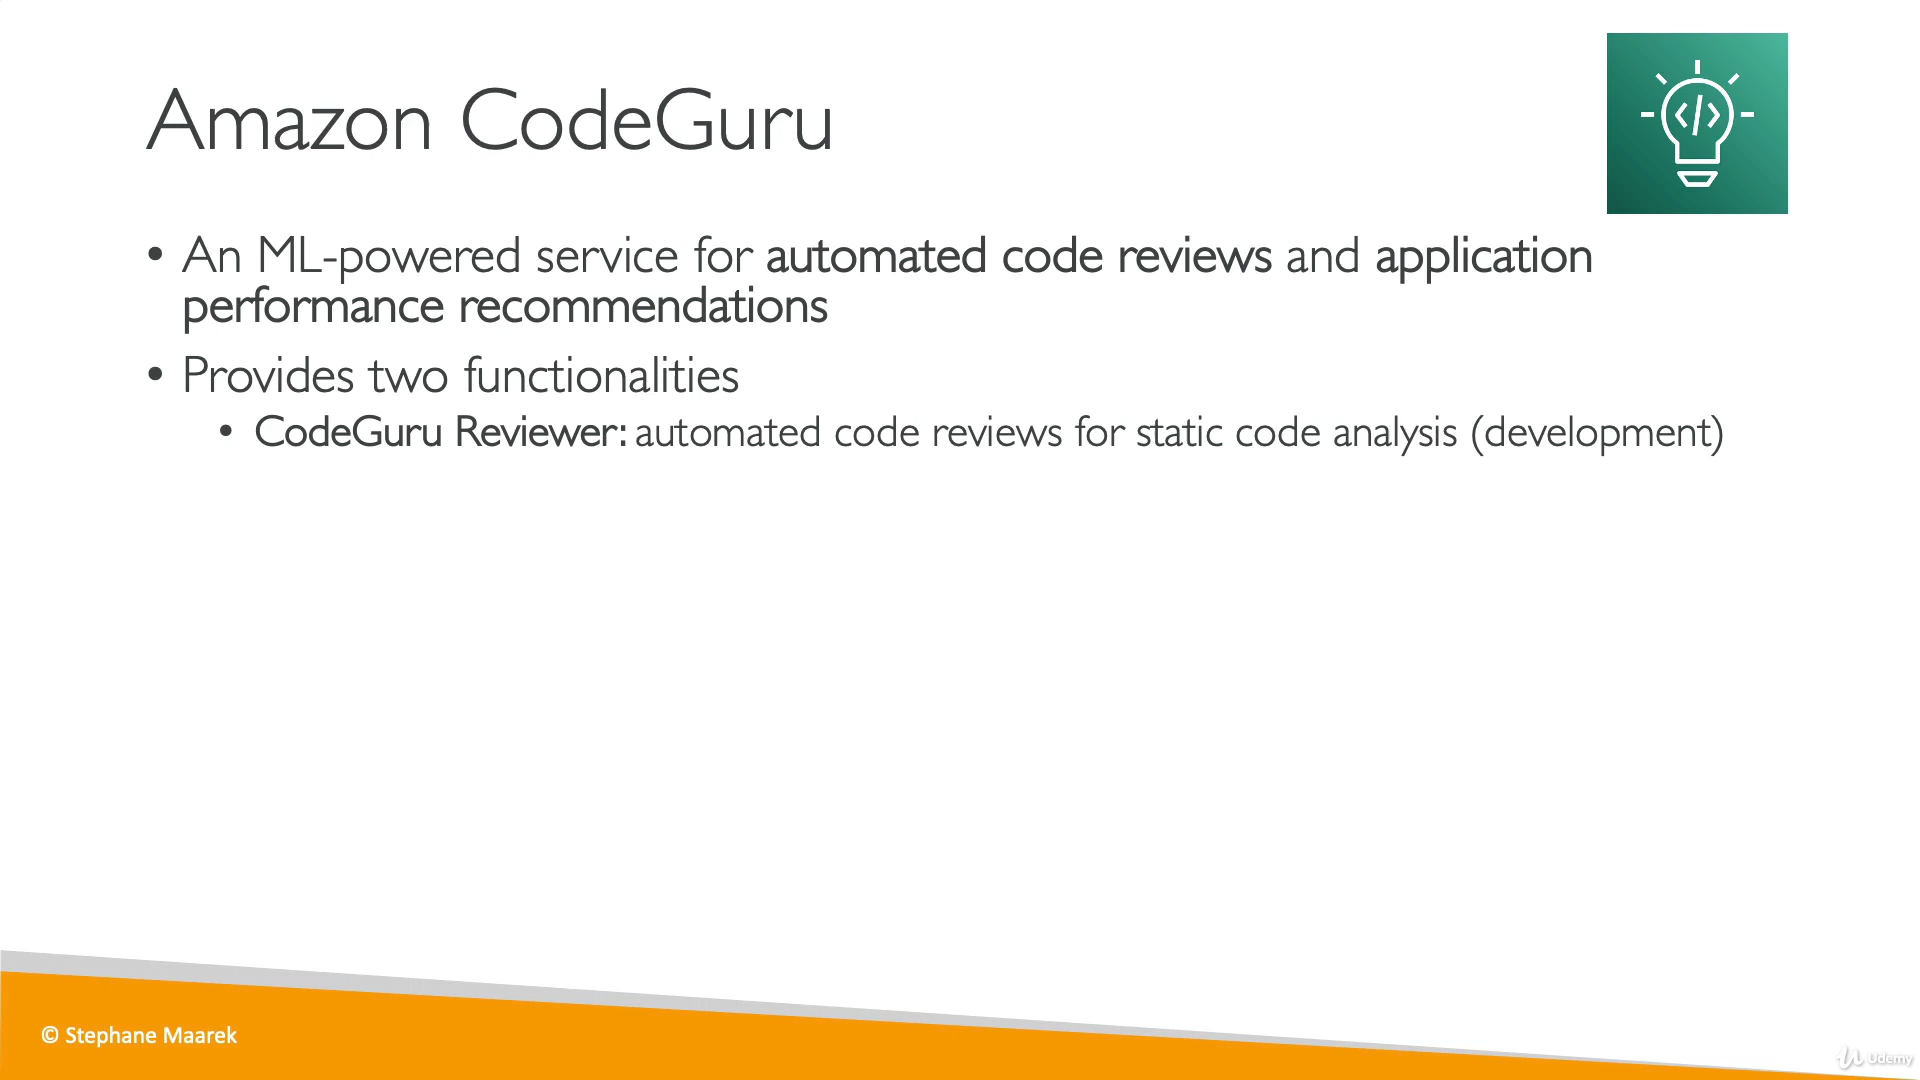 Amazon CodeGuru
</>
• An ML-powered service for automated code reviews and application
performance recommendations
• Provides two functionalities
• CodeGuru Reviewer: automated code reviews for static code analysis (development)
© Stephane Maarek
Udemy